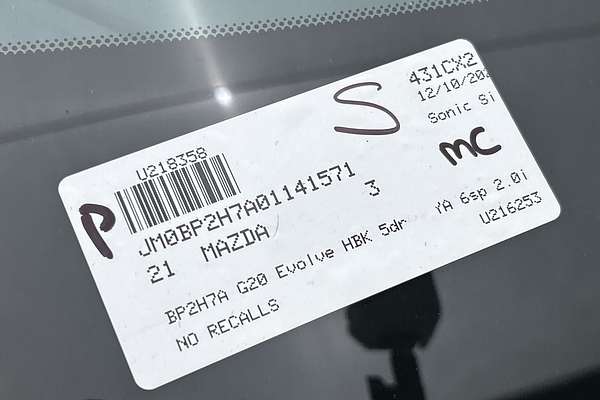 U218358
S
431CX2
12/10/202
Sonic Si
P
JM0BP2H7A01141571
3
MC
21 MAZDA
BP2H7A G20 Evolve HBK 5dr YA 6sp 2.0i
NO RECALLS
U216253